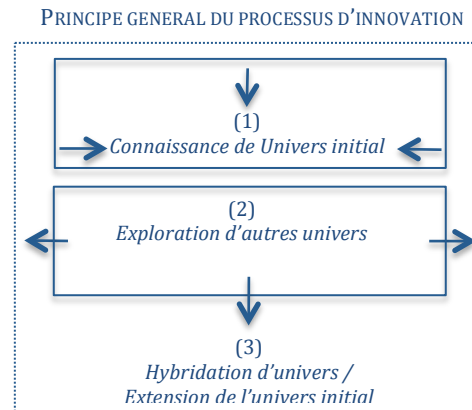 PRINCIPE GENERAL DU PROCESSUS D'INNOVATION
(1)
Connaissance de Univers initial
(2)
Exploration d'autres univers
(3)
Hybridation d'univers /
Extension de l'univers initial